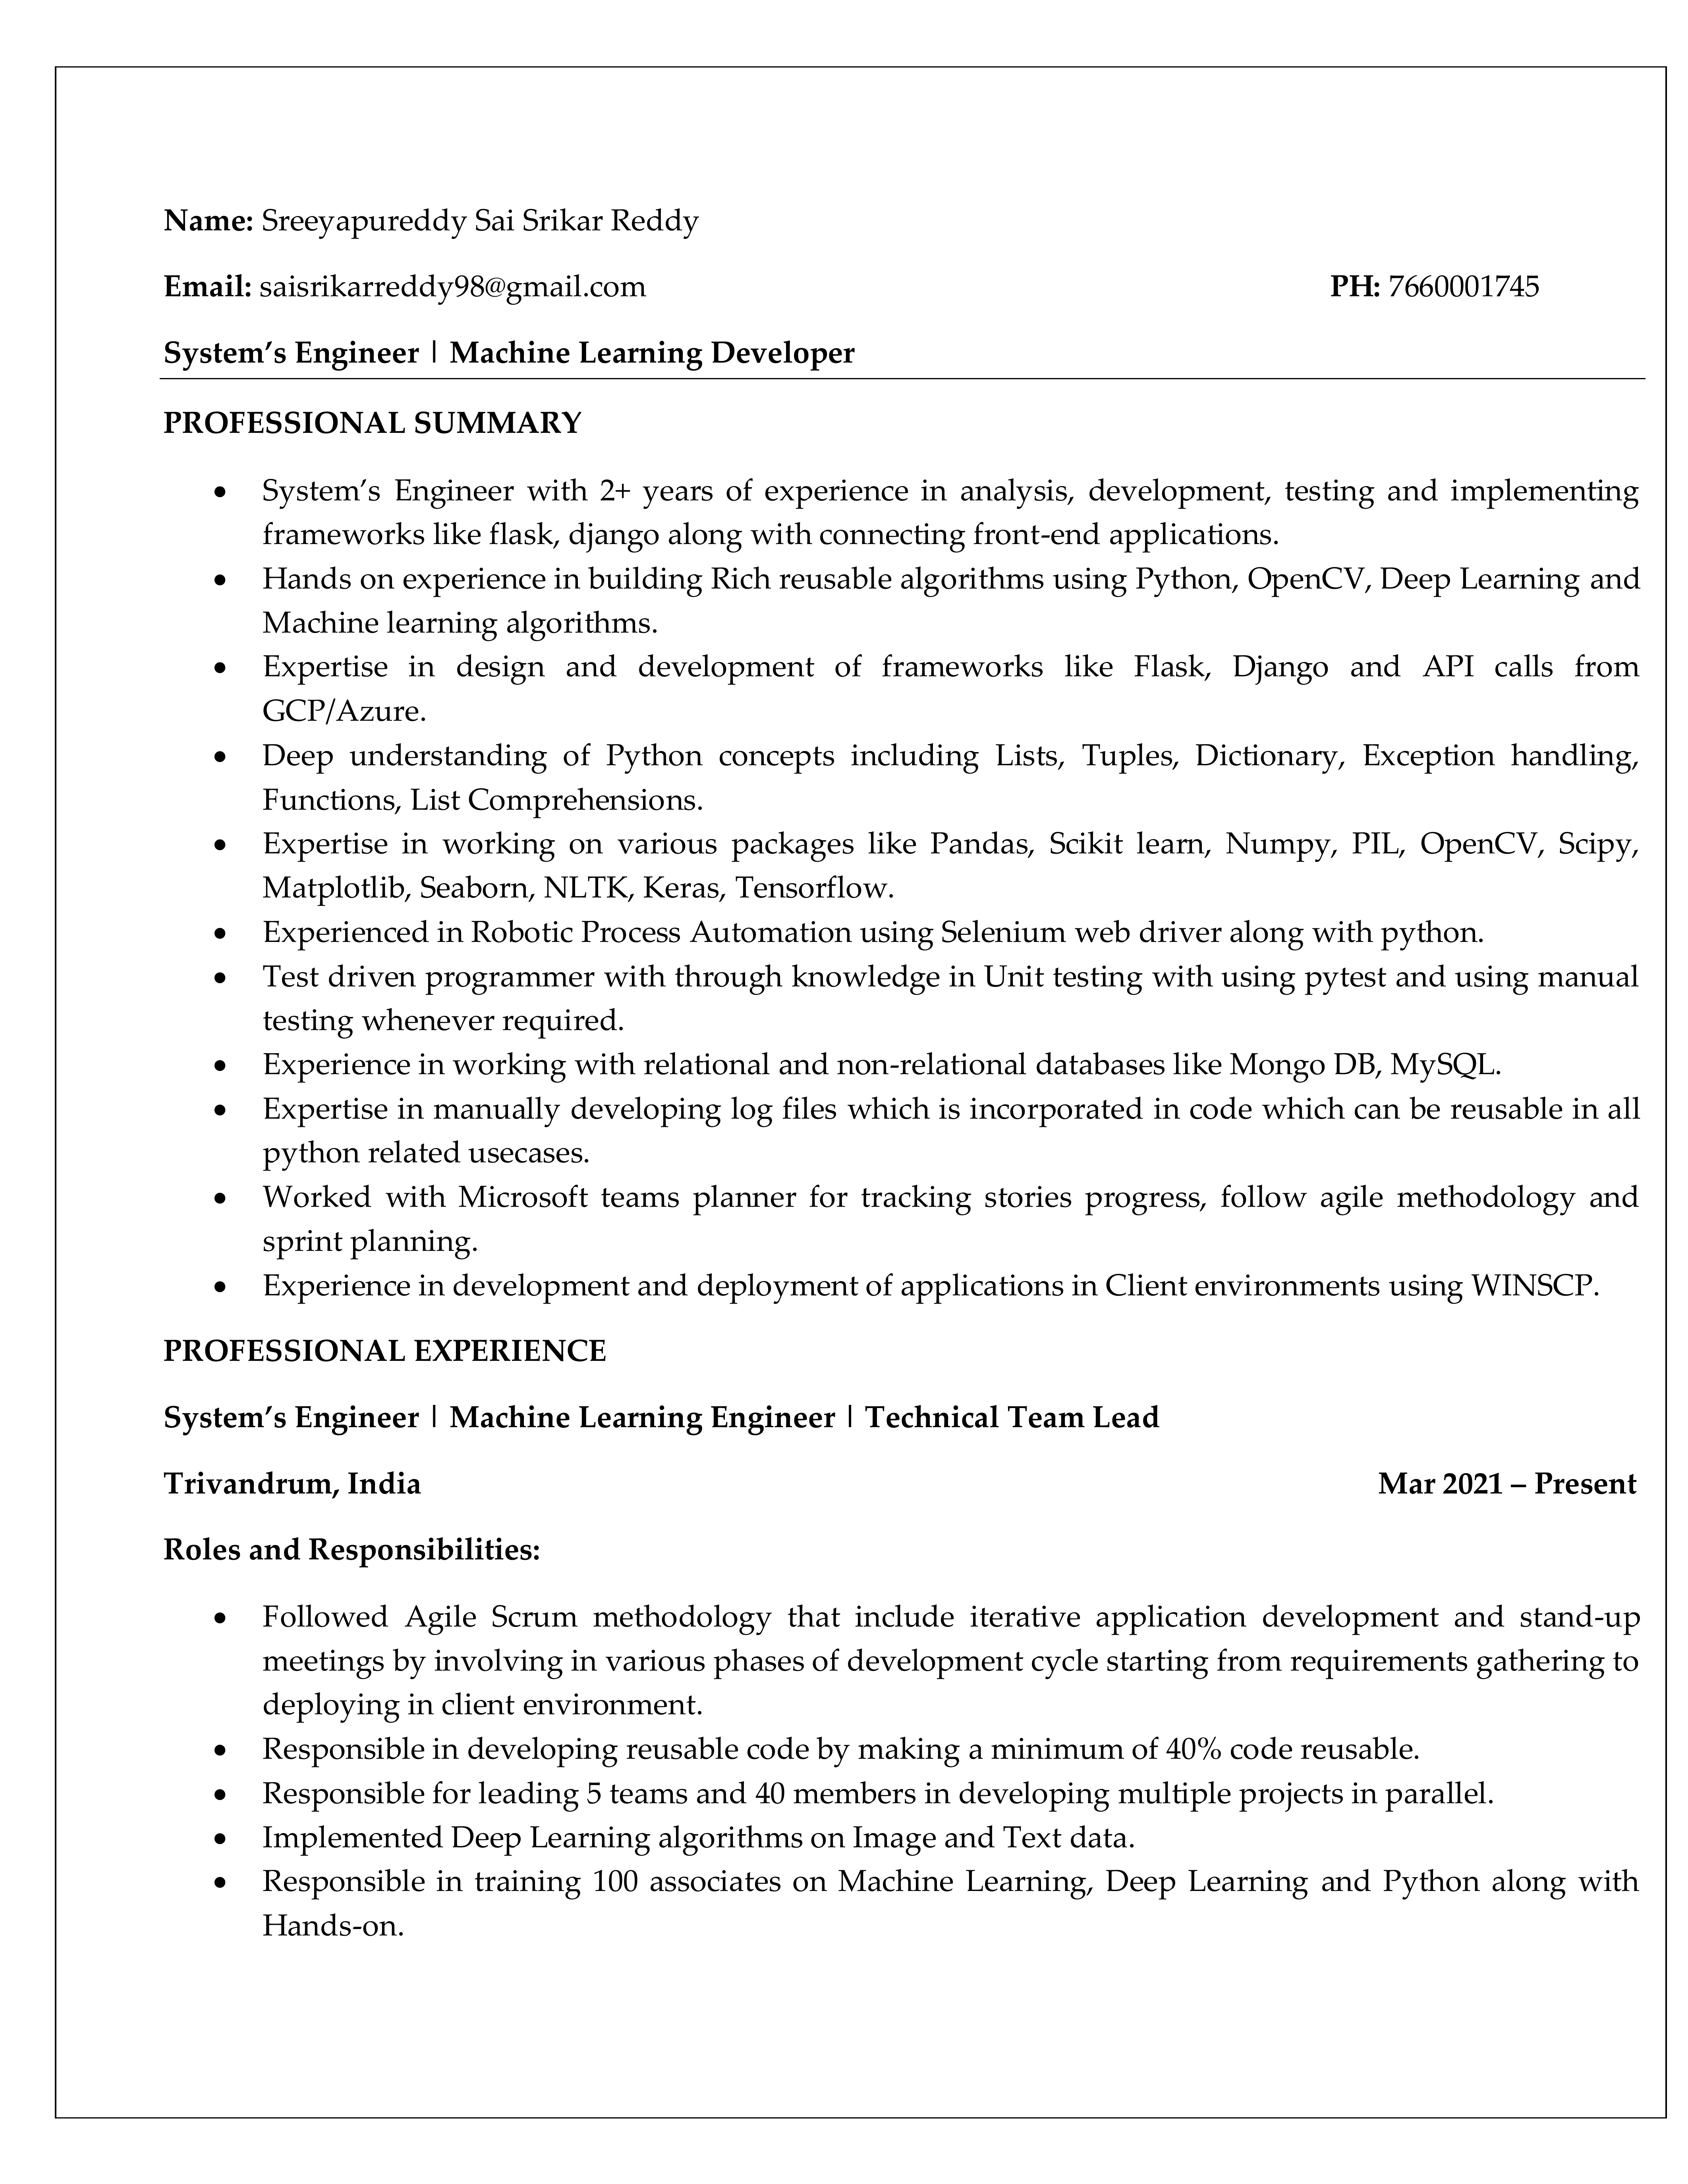 Name: Sreeyapureddy Sai Srikar Reddy
Email: saisrikarreddy98@gmail.com PH: 7660001745
System’s Engineer | Machine Learning Developer
PROFESSIONAL SUMMARY
• System’s Engineer with 2+ years of experience in analysis, development, testing and implementing
frameworks like flask, django along with connecting front-end applications.
• Hands on experience in building Rich reusable algorithms using Python, OpenCV, Deep Learning and
Machine learning algorithms.
• Expertise in design and development of frameworks like Flask, Django and API calls from
GCP/Azure.
• Deep understanding of Python concepts including Lists, Tuples, Dictionary, Exception handling,
Functions, List Comprehensions.
• Expertise in working on various packages like Pandas, Scikit learn, Numpy, PIL, OpenCV, Scipy,
Matplotlib, Seaborn, NLTK, Keras, Tensorflow.
• Experienced in Robotic Process Automation using Selenium web driver along with python.
• Test driven programmer with through knowledge in Unit testing with using pytest and using manual
testing whenever required.
• Experience in working with relational and non-relational databases like Mongo DB, MySQL.
• Expertise in manually developing log files which is incorporated in code which can be reusable in all
python related usecases.
• Worked with Microsoft teams planner for tracking stories progress, follow agile methodology and
sprint planning.
• Experience in development and deployment of applications in Client environments using WINSCP.
PROFESSIONAL EXPERIENCE
System’s Engineer | Machine Learning Engineer | Technical Team Lead
Trivandrum, India Mar 2021 – Present
Roles and Responsibilities:
• Followed Agile Scrum methodology that include iterative application development and stand-up
meetings by involving in various phases of development cycle starting from requirements gathering to
deploying in client environment.
• Responsible in developing reusable code by making a minimum of 40% code reusable.
• Responsible for leading 5 teams and 40 members in developing multiple projects in parallel.
• Implemented Deep Learning algorithms on Image and Text data.
• Responsible in training 100 associates on Machine Learning, Deep Learning and Python along with
Hands-on.